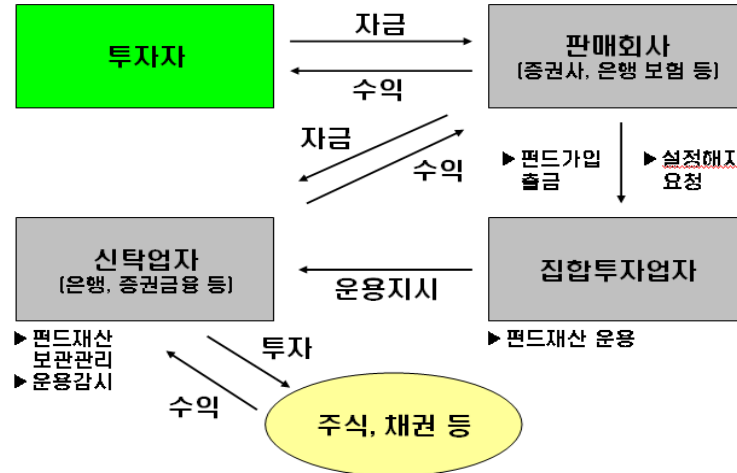 자금
투자자
판매회사
(증권사, 은행 보험 등)
수익
자금
수익
▶ 펀드가입
출금
▶ 설정해지
요청
신탁업자
(은행, 증권금융 등)
운용지시
집합투자업자
▶ 펀드재산
보관관리
▶ 운용감시
투자
▶ 펀드재산 운용
수익
주식, 채권 등